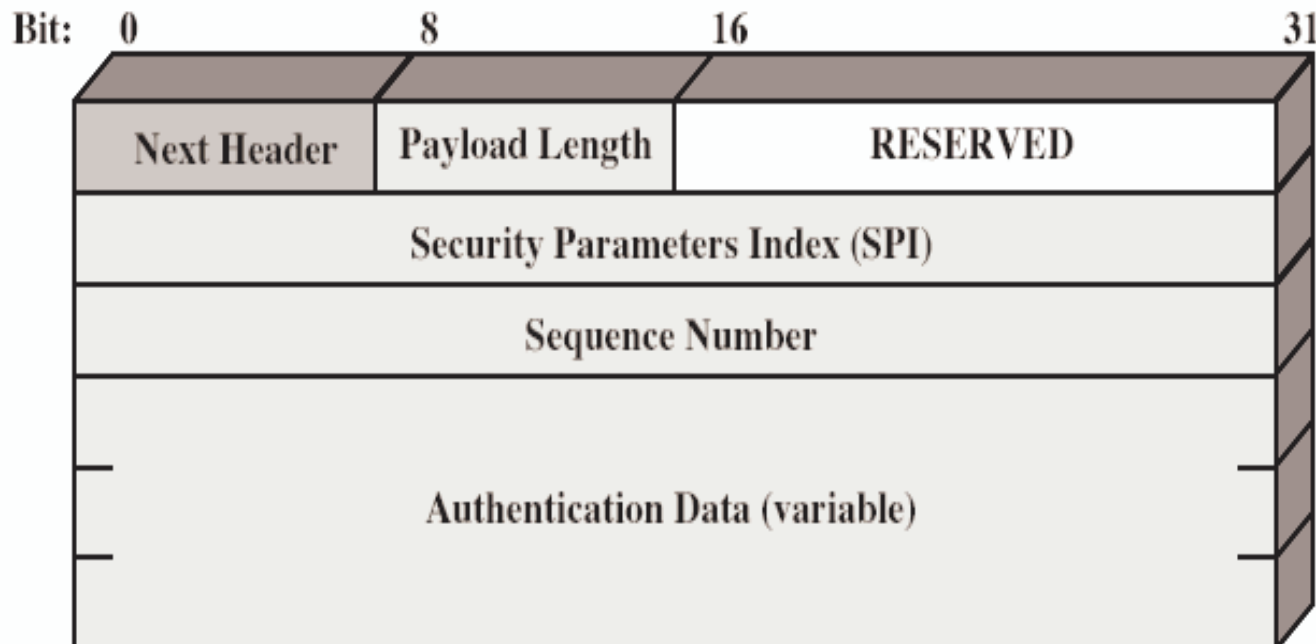 Bit: 0 8 16 31
Next Header Payload Length RESERVED
Security Parameters Index (SPI)
Sequence Number
Authentication Data (variable)